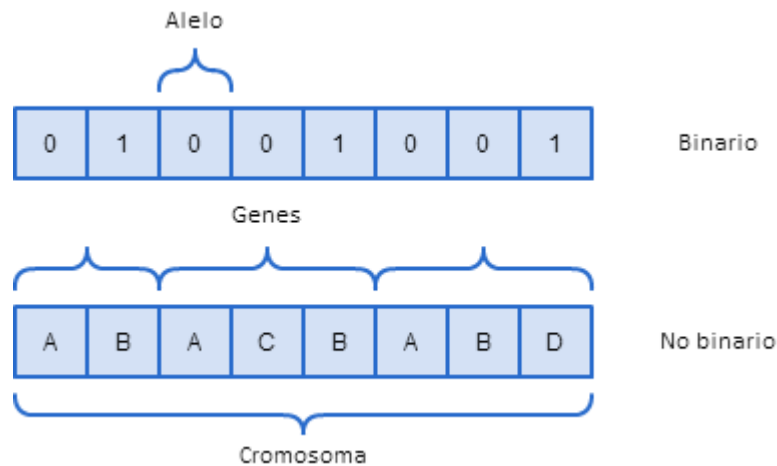 Alelo
0 1 0 0 1 0 0 1 Binario
Genes
A B A C B A B D No binario
Cromosoma